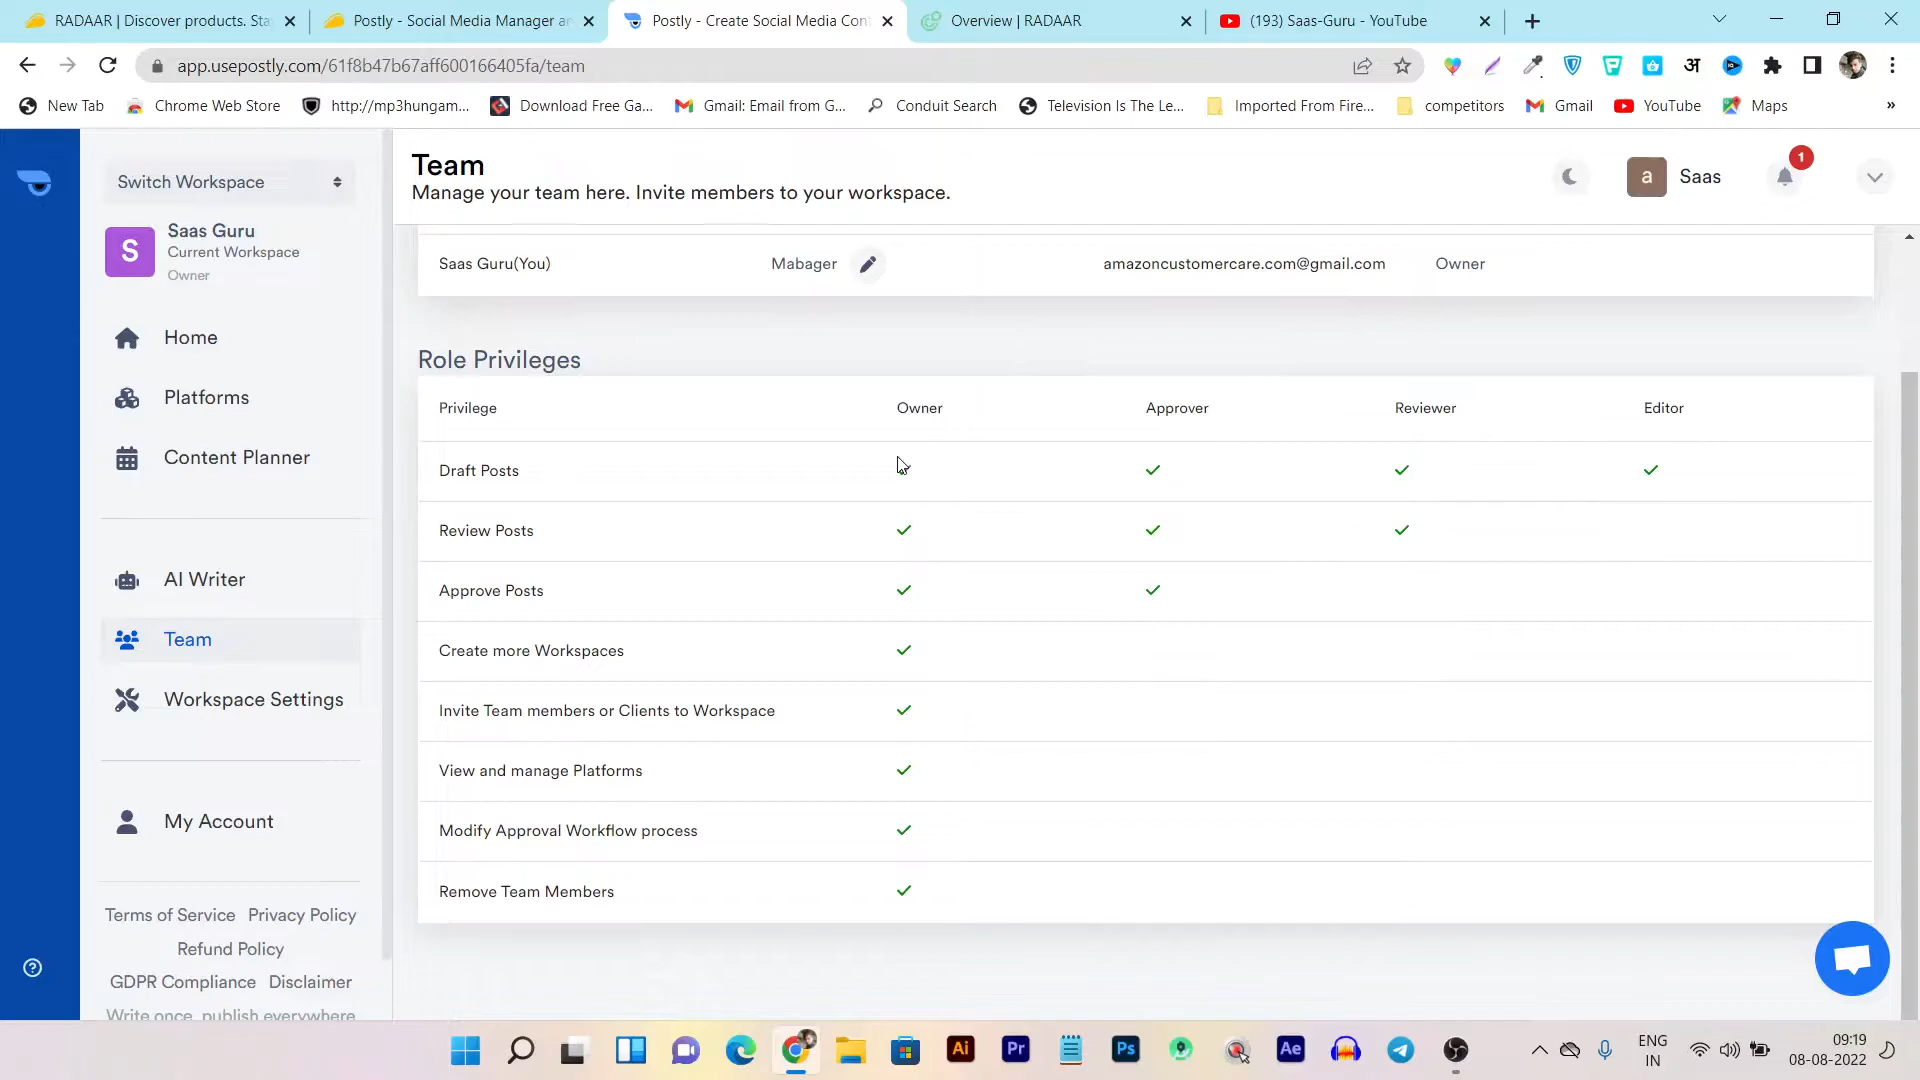 RADAAR | Discover products. Sta
Postly - Social Media Manager an
Postly - Create Social Media Con
Overview | RADAAR
(193) Saas-Guru - YouTube
app.usepostly.com/61f8b47b67aff600166405fa/team
New Tab
Chrome Web Store
http://mp3hungam...
Download Free Ga...
Gmail: Email from G...
Conduit Search
Television Is The Le...
Imported From Fire...
competitors
Gmail
YouTube
Maps
»
Switch Workspace
S
Saas Guru
Current Workspace
Owner
Home
Platforms
Content Planner
AI Writer
Team
Workspace Settings
My Account
Terms of Service Privacy Policy
Refund Policy
GDPR Compliance Disclaimer
Write once, publish everywhere
Team
Manage your team here. Invite members to your workspace.
a
Saas
1
Saas Guru(You) Mabager amazoncustomercare.com@gmail.com Owner
Role Privileges
Privilege Owner Approver Reviewer Editor
Draft Posts
Review Posts
Approve Posts
Create more Workspaces
Invite Team members or Clients to Workspace
View and manage Platforms
Modify Approval Workflow process
Remove Team Members
Ai
Pr
Ps
Ae
ENG
IN
09:19
08-08-2022